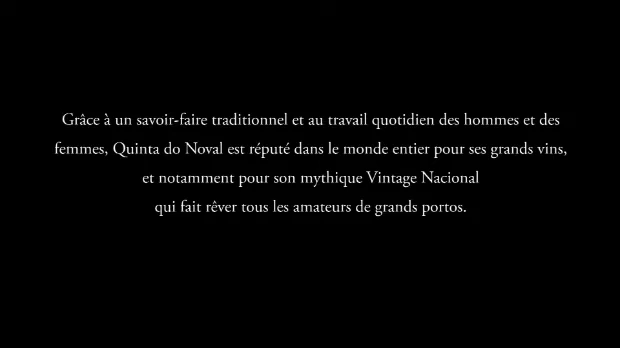 Grâce à un savoir-faire traditionnel et au travail quotidien des hommes et des
femmes, Quinta do Noval est réputé dans le monde entier pour ses grands vins,
et notamment pour son mythique Vintage Nacional
qui fait rêver tous les amateurs de grands portos.